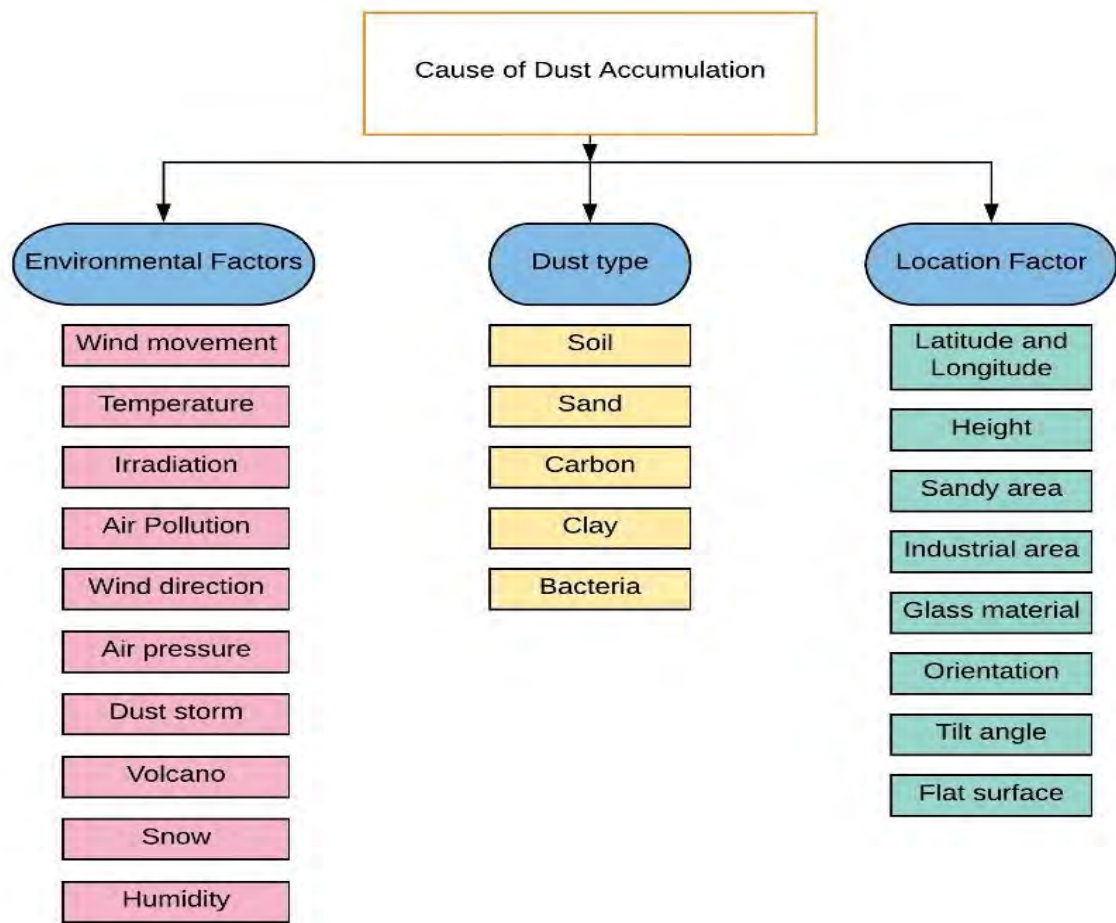 Cause of Dust Accumulation
Environmental Factors
Wind movement
Temperature
Irradiation
Air Pollution
Wind direction
Air pressure
Dust storm
Volcano
Snow
Humidity
Dust type
Soil
Sand
Carbon
Clay
Bacteria
Location Factor
Latitude and
Longitude
Height
Sandy area
Industrial area
Glass material
Orientation
Tilt angle
Flat surface